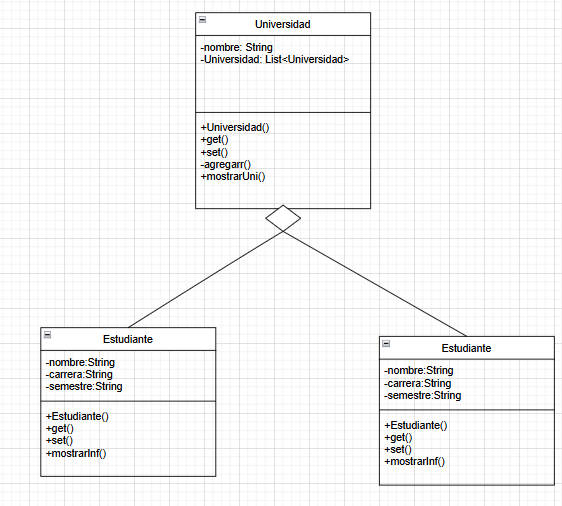 Universidad
-nombre: String
-Universidad: List<Universidad>
+Universidad()
+get()
+set()
-agregarr()
+mostrarUni()
Estudiante
-nombre:String
-carrera:String
-semestre:String
+Estudiante()
+get()
+set()
+mostrarInf()
Estudiante
-nombre:String
-carrera:String
-semestre:String
+Estudiante()
+get()
+set()
+mostrarInf()